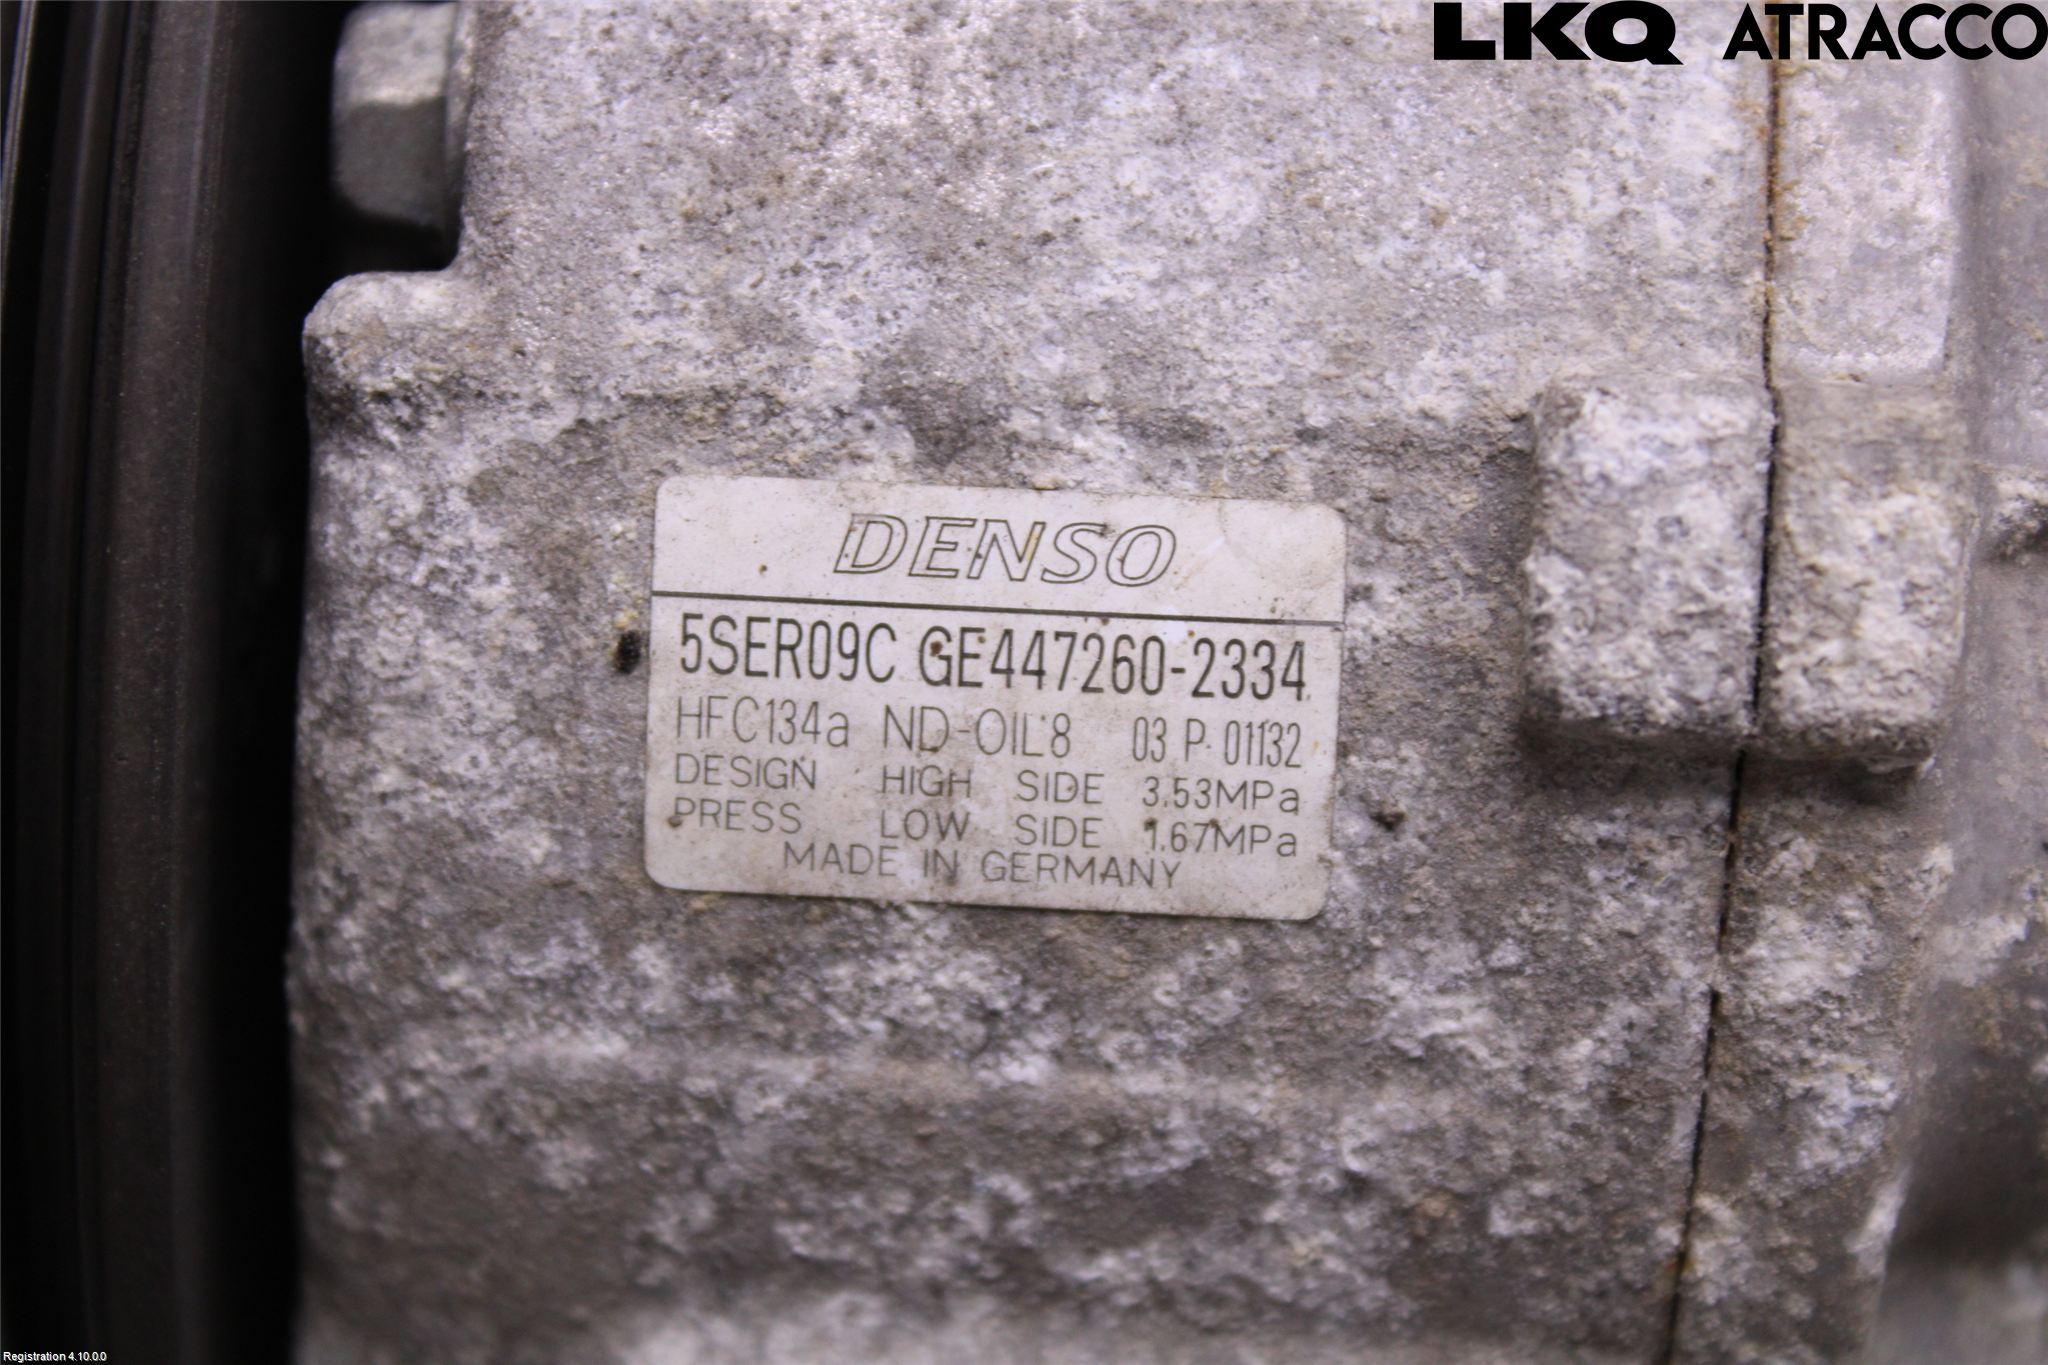 LKQ ATRACCO
DENSO
5SER09C GE447260-2334
HFC134a ND-OIL8 03 P 01132
DESIGN HIGH SIDE 3.53MPa
PRESS LOW SIDE 1.67MPa
MADE IN GERMANY
Registration 4.10.0.0